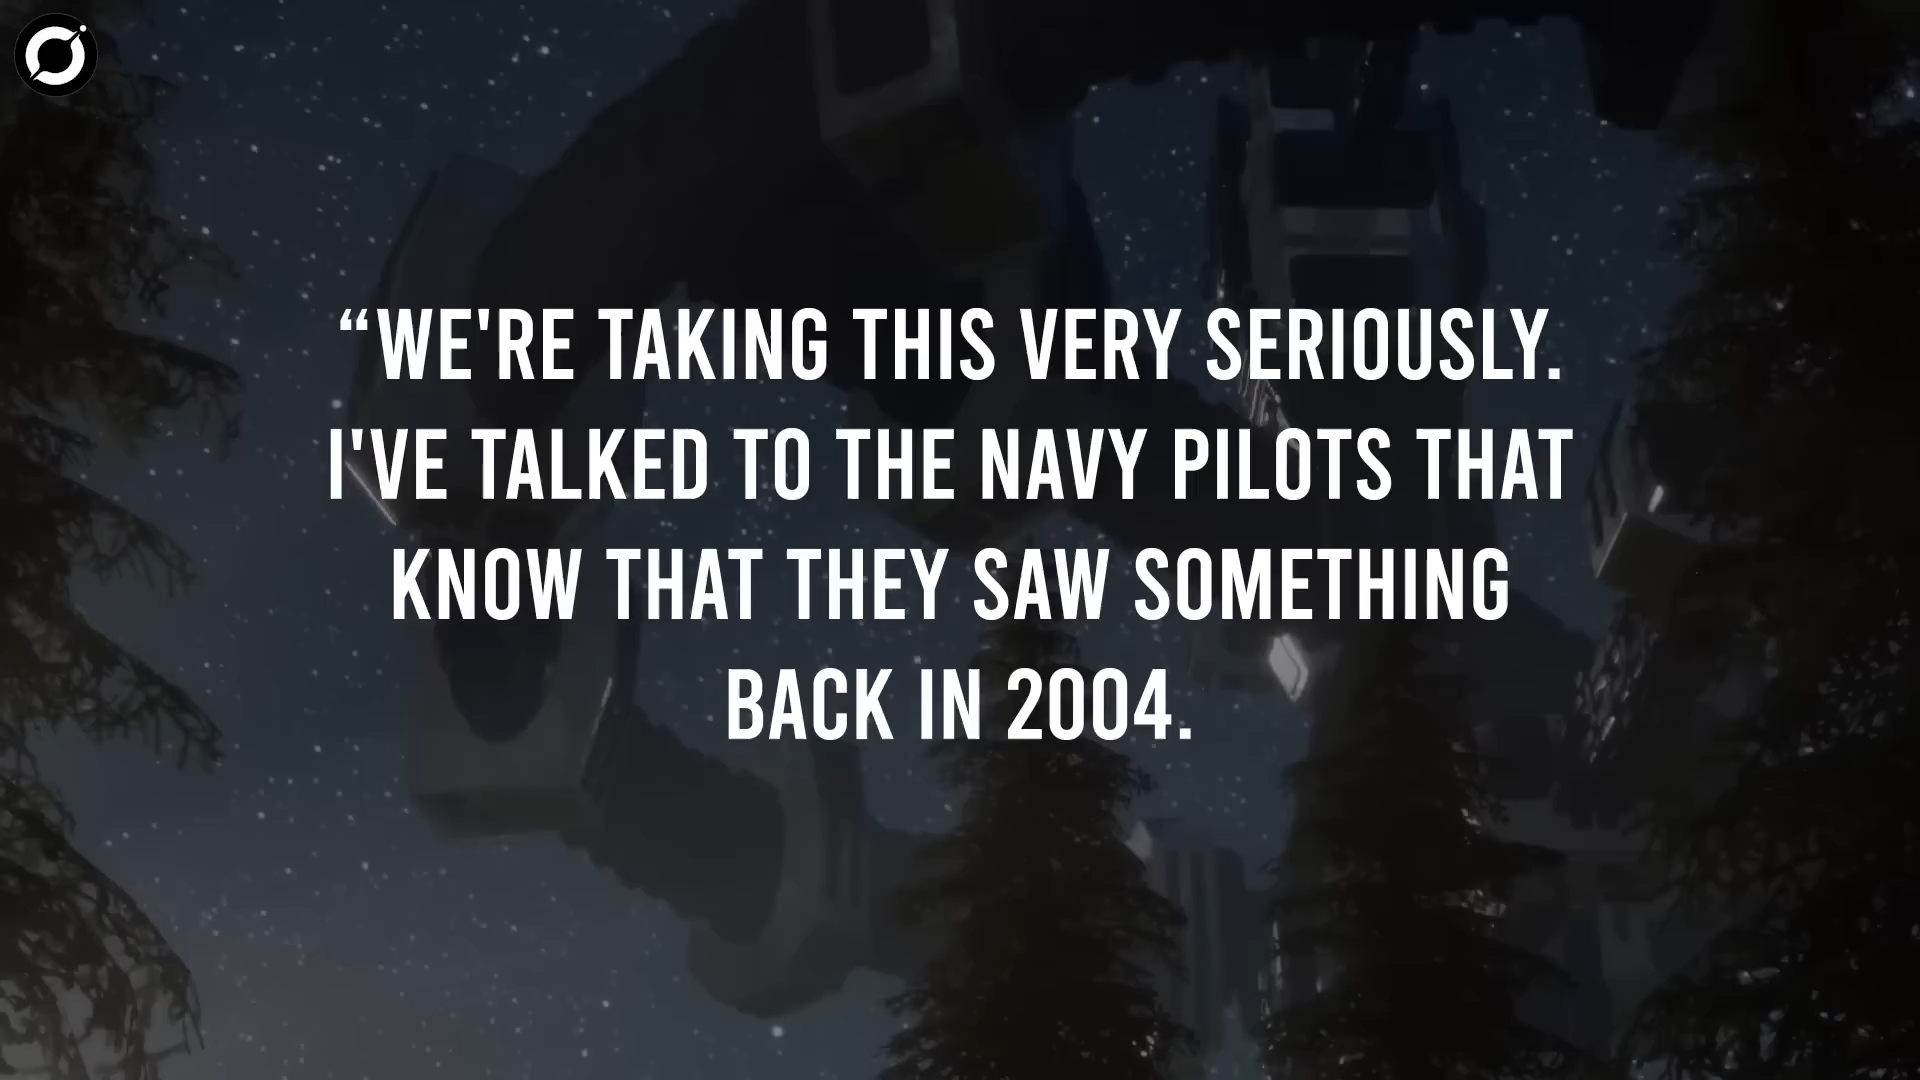 “WE'RE TAKING THIS VERY SERIOUSLY.
I'VE TALKED TO THE NAVY PILOTS THAT
KNOW THAT THEY SAW SOMETHING
BACK IN 2004.